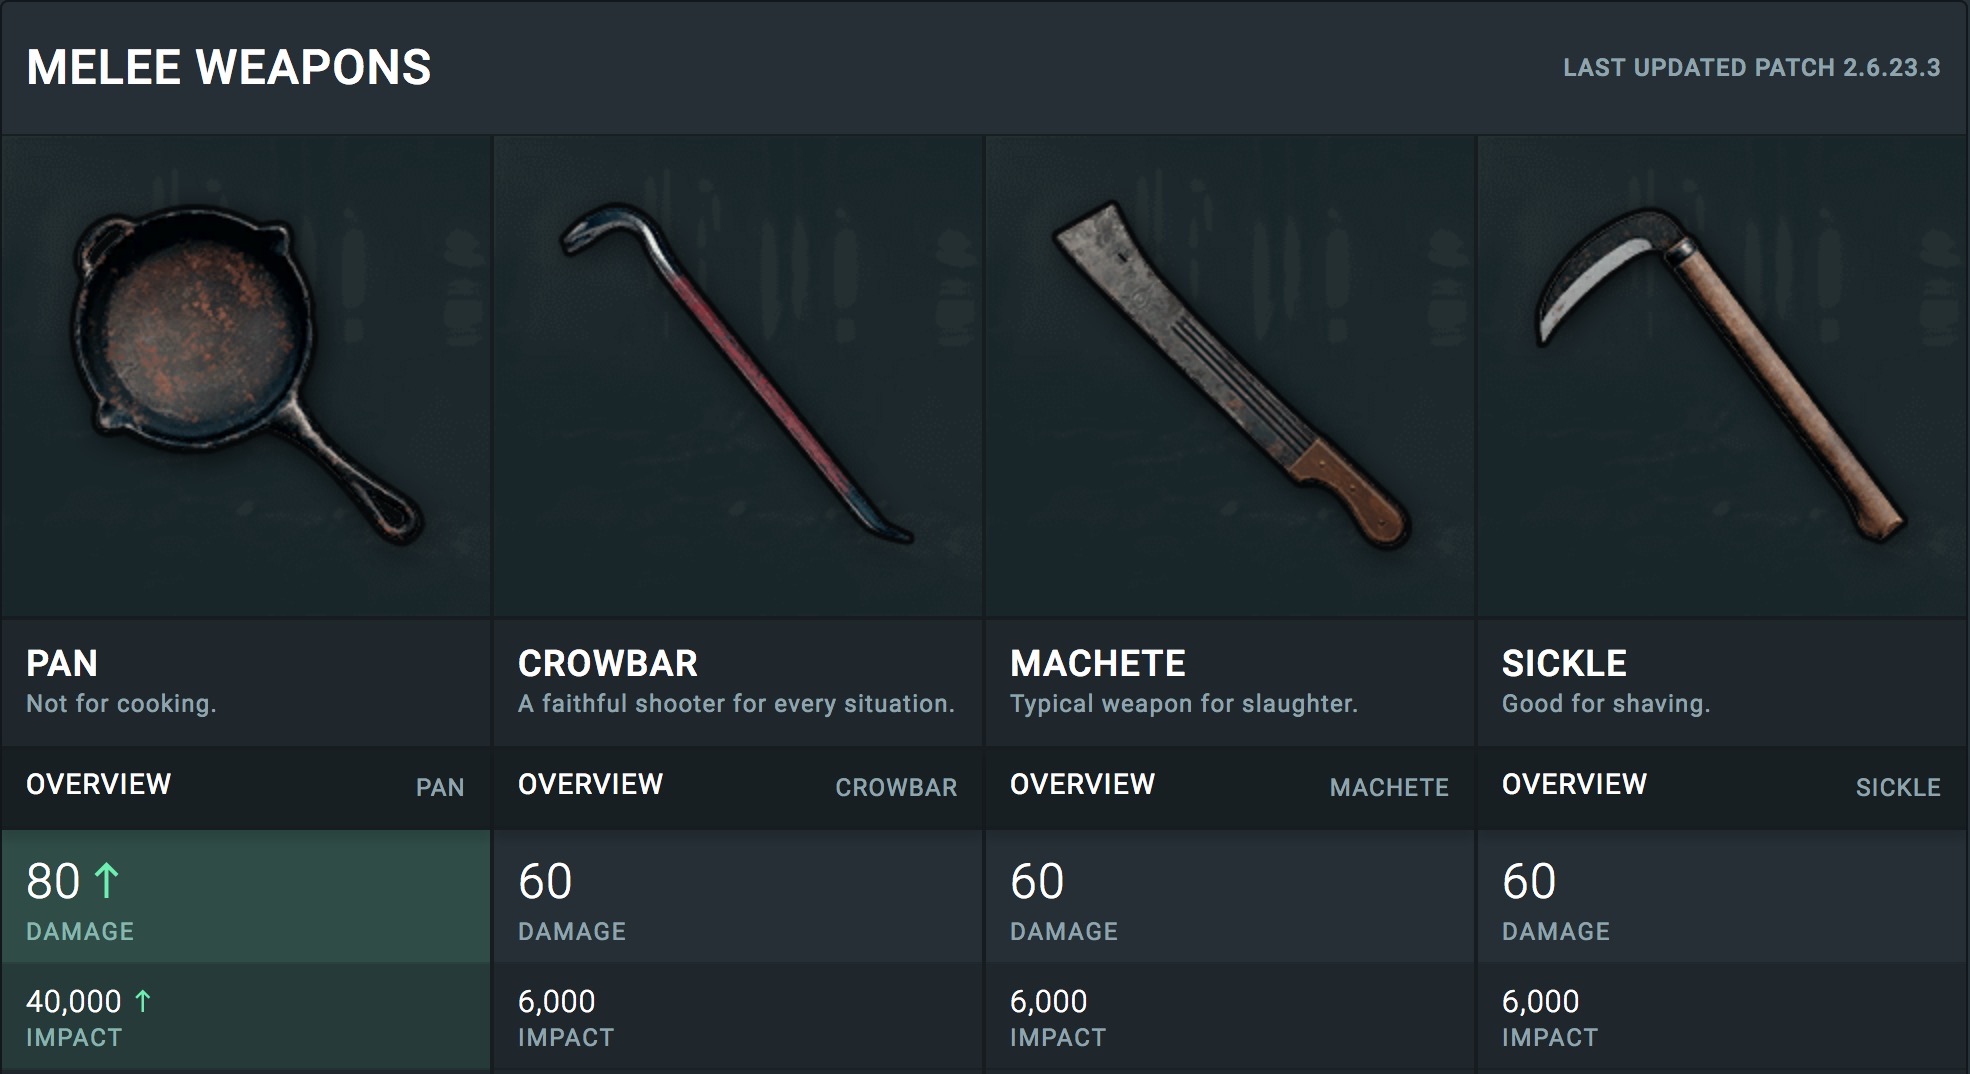 MELEE WEAPONS
LAST UPDATED PATCH 2.6.23.3
PAN
Not for cooking.
CROWBAR
A faithful shooter for every situation.
MACHETE
Typical weapon for slaughter.
SICKLE
Good for shaving.
OVERVIEW PAN
OVERVIEW CROWBAR
OVERVIEW MACHETE
OVERVIEW SICKLE
80 ↑
DAMAGE
60
DAMAGE
60
DAMAGE
60
DAMAGE
40,000 ↑
IMPACT
6,000
IMPACT
6,000
IMPACT
6,000
IMPACT